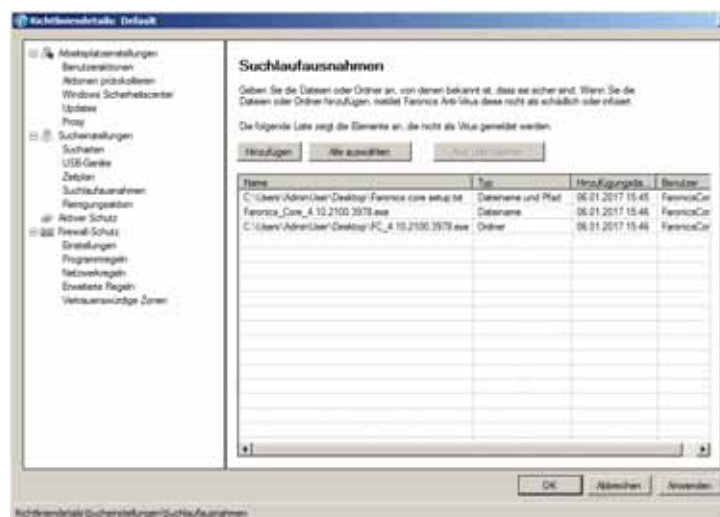 Richtliniendetails: Default
Arbeitsplatzeinstellungen
Benutzeraktionen
Aktionen protokollieren
Windows Sicherheitscenter
Updates
Proxy
Sucheinstellungen
Sucharten
USB-Geräte
Zeitplan
Suchlaufausnahmen
Reinigungsaktion
Aktiver Schutz
Firewall-Schutz
Einstellungen
Programmregeln
Netzwerkregeln
Erweiterte Regeln
Vertrauenswürdige Zonen
Suchlaufausnahmen
Geben Sie die Dateien oder Ordner an, von denen bekannt ist, dass sie sicher sind. Wenn Sie die
Dateien oder Ordner hinzufügen, meldet Faronics Anti-Virus diese nicht als schädlich oder infiziert.
Die folgende Liste zeigt die Elemente an, die nicht als Virus gemeldet werden.
Hinzufügen Alle auswählen
Name Typ Hinzufügungsda... Benutzer
C:\Users\AdminUser\Desktop\Faronics core setup.txt Dateiname und Pfad 06.01.2017 15:45 FaronicsCor
Faronics_Core_4.10.2100.3978.exe Dateiname 06.01.2017 15:46 FaronicsCor
C:\Users\AdminUser\Desktop\FC_4.10.2100.3978.exe Ordner 06.01.2017 15:46 FaronicsCor
OK Abbrechen Anwenden
Richtliniendetails\Sucheinstellungen\Suchlaufausnahmen